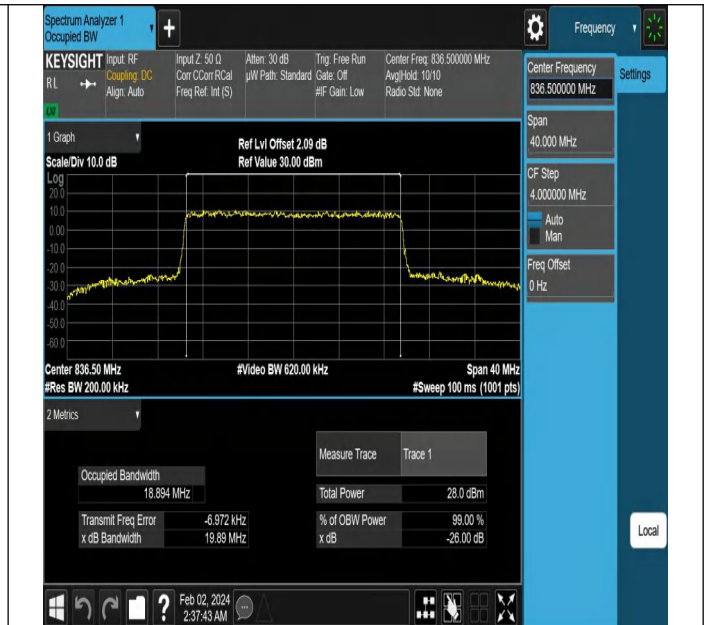 Spectrum Analyzer 1
Occupied BW
+
Frequency
KEYSIGHT
RL
LXI
Input: RF
Coupling: DC
Align: Auto
Input Z: 50 Ω
Corr CCorr RCal
Freq Ref: Int (S)
Atten: 30 dB
µW Path: Standard
Trig: Free Run
Gate: Off
#IF Gain: Low
Center Freq: 836.500000 MHz
Avg|Hold: 10/10
Radio Std: None
Center Frequency
836.500000 MHz
Settings
Span
40.000 MHz
CF Step
4.000000 MHz
Auto
Man
Freq Offset
0 Hz
1 Graph
Scale/Div 10.0 dB
Ref Lvl Offset 2.09 dB
Ref Value 30.00 dBm
Log
20.0
10.0
0.00
-10.0
-20.0
-30.0
-40.0
-50.0
-60.0
Center 836.50 MHz
#Video BW 620.00 kHz
Span 40 MHz
#Res BW 200.00 kHz
#Sweep 100 ms (1001 pts)
2 Metrics
Measure Trace Trace 1
Occupied Bandwidth
18.894 MHz
Total Power 28.0 dBm
Transmit Freq Error -6.972 kHz
% of OBW Power 99.00 %
x dB Bandwidth 19.89 MHz
x dB -26.00 dB
Local
?
Feb 02, 2024
2:37:43 AM